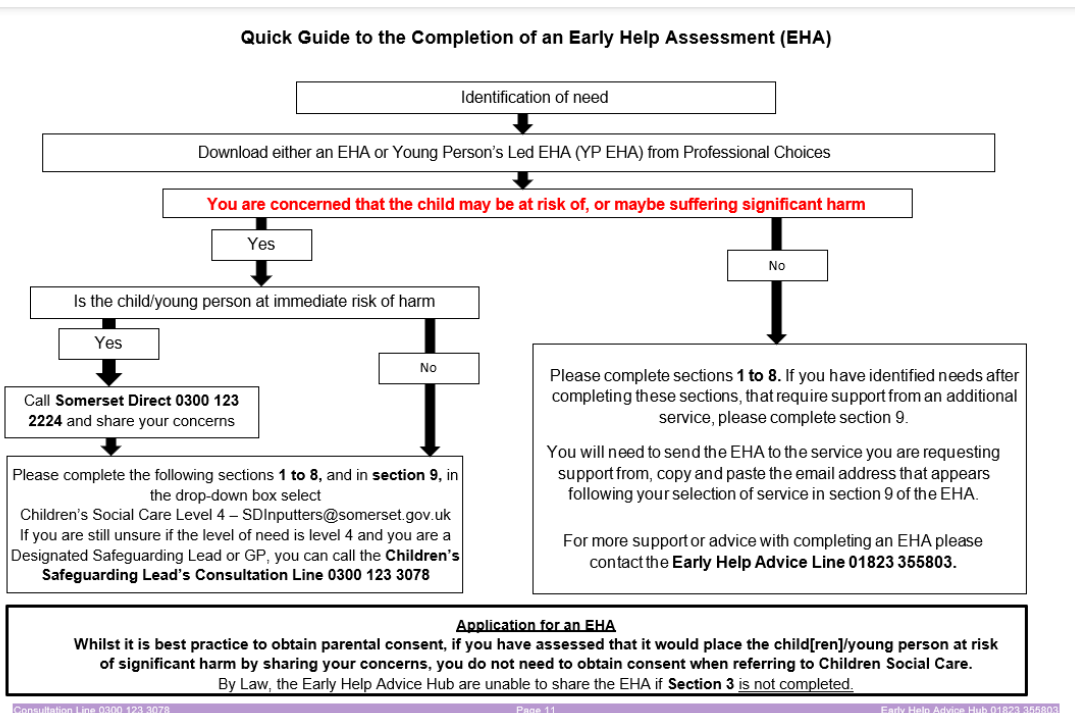 Quick Guide to the Completion of an Early Help Assessment (EHA)
Identification of need
Download either an EHA or Young Person's Led EHA (YP EHA) from Professional Choices
You are concerned that the child may be at risk of, or maybe suffering significant harm
Yes
No
Is the child/young person at immediate risk of harm
Yes
No
Call Somerset Direct 0300 123
2224 and share your concerns
Please complete the following sections 1 to 8, and in section 9, in
the drop-down box select
Children's Social Care Level 4 – SDInputters@somerset.gov.uk
If you are still unsure if the level of need is level 4 and you are a
Designated Safeguarding Lead or GP, you can call the Children's
Safeguarding Lead's Consultation Line 0300 123 3078
Please complete sections 1 to 8. If you have identified needs after
completing these sections, that require support from an additional
service, please complete section 9.
You will need to send the EHA to the service you are requesting
support from, copy and paste the email address that appears
following your selection of service in section 9 of the EHA.
For more support or advice with completing an EHA please
contact the Early Help Advice Line 01823 355803.
Application for an EHA
Whilst it is best practice to obtain parental consent, if you have assessed that it would place the child[ren]/young person at risk
of significant harm by sharing your concerns, you do not need to obtain consent when referring to Children Social Care.
By Law, the Early Help Advice Hub are unable to share the EHA if Section 3 is not completed.
Consultation Line 0300 123 3078 Page 11 Early Help Advice Hub 01823 355803